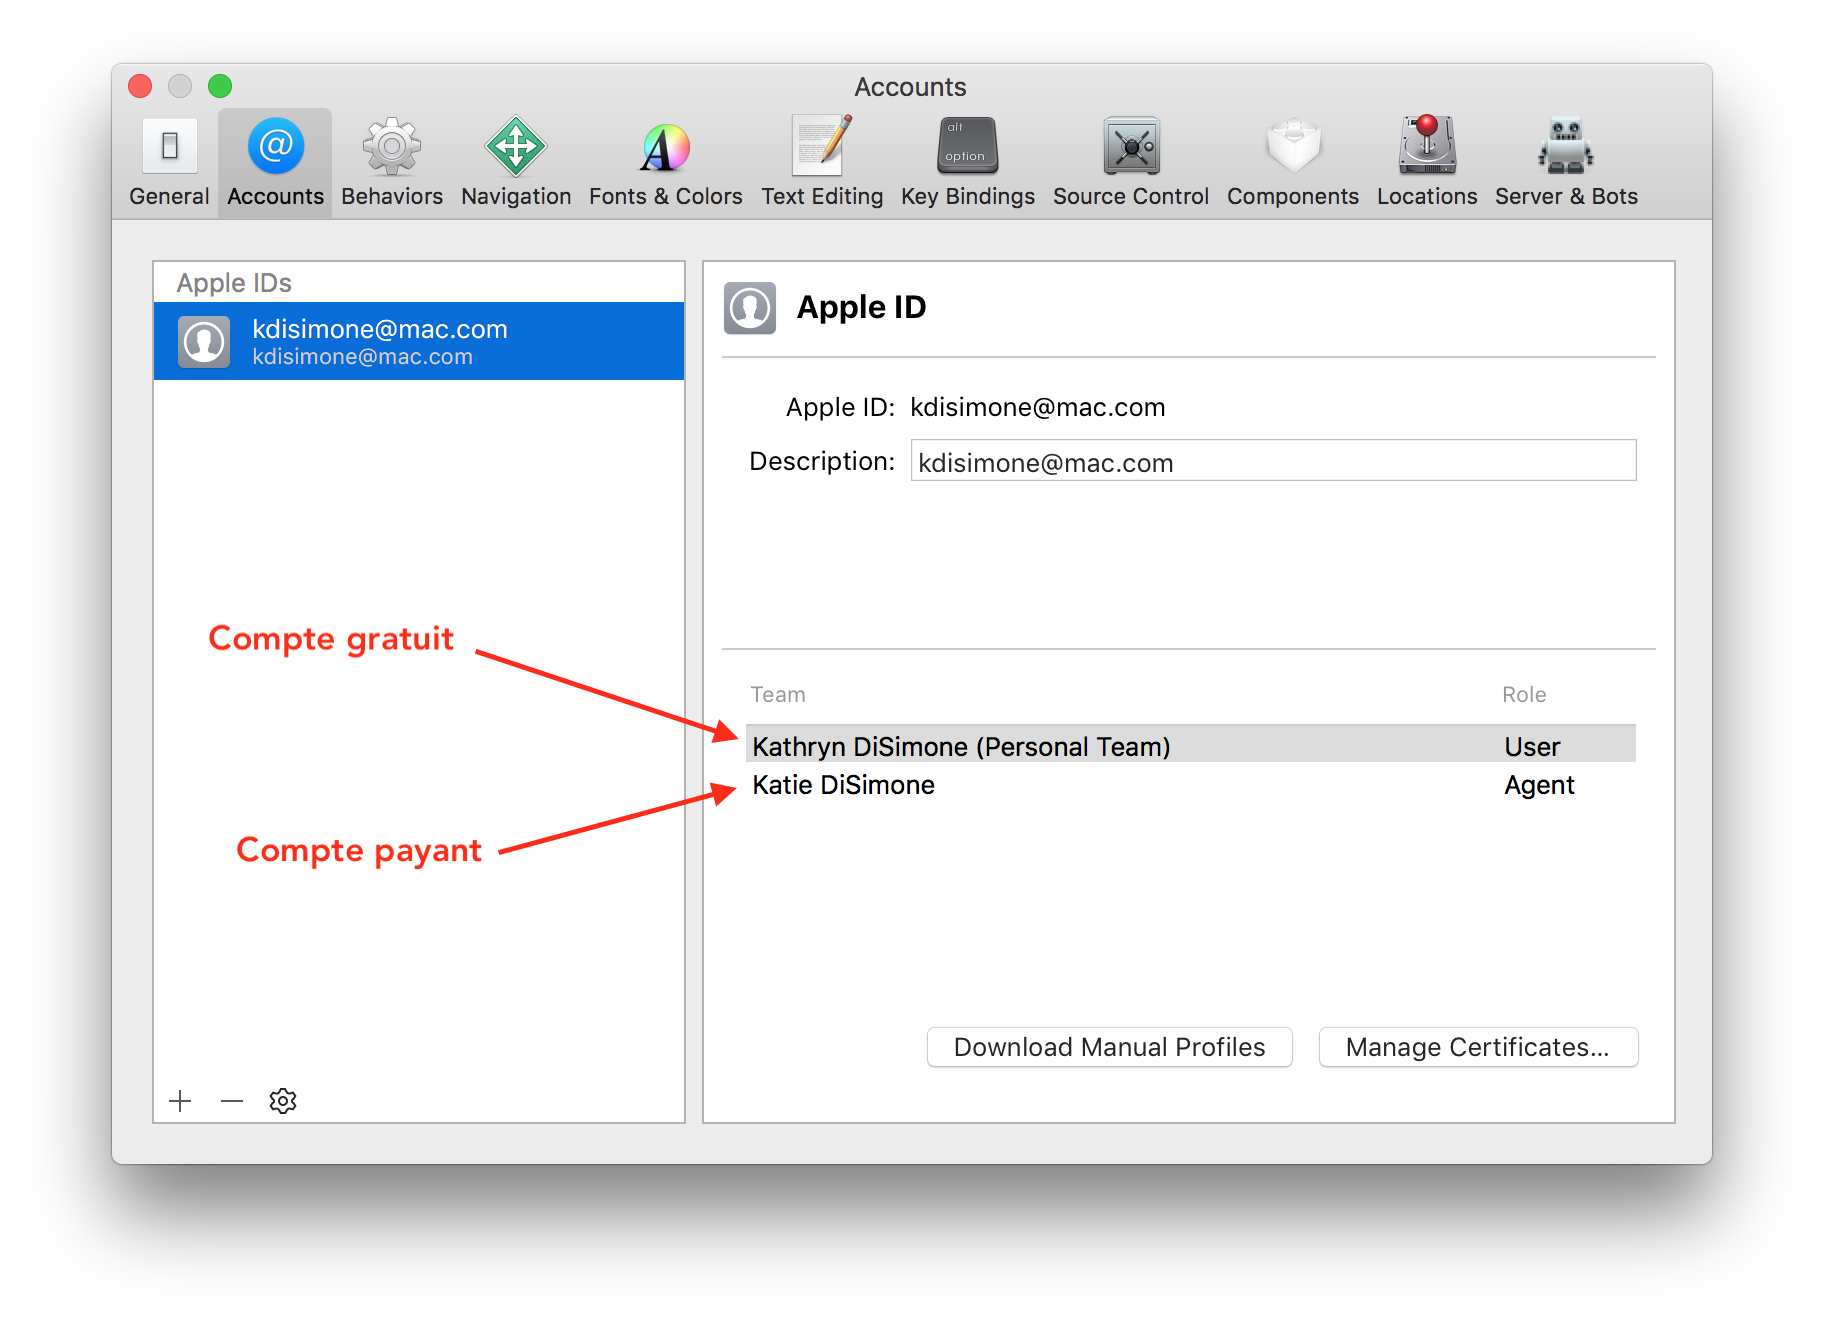 Accounts
General
Accounts
Behaviors
Navigation
Fonts & Colors
Text Editing
alt
option
Key Bindings
Source Control
Components
Locations
Server & Bots
Apple IDs
kdisimone@mac.com
kdisimone@mac.com
Apple ID
Apple ID: kdisimone@mac.com
Description: kdisimone@mac.com
Compte gratuit
Team Role
Kathryn DiSimone (Personal Team) User
Katie DiSimone Agent
Compte payant
Download Manual Profiles
Manage Certificates...